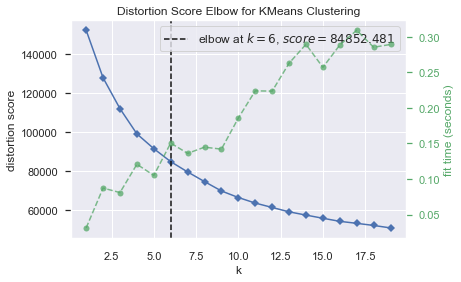 Distortion Score Elbow for KMeans Clustering
elbow at k = 6, score = 84852.481
distortion score
140000
120000
100000
80000
60000
0.30
0.25
0.20
0.15
0.10
0.05
fit time (seconds)
2.5 5.0 7.5 10.0 12.5 15.0 17.5
k